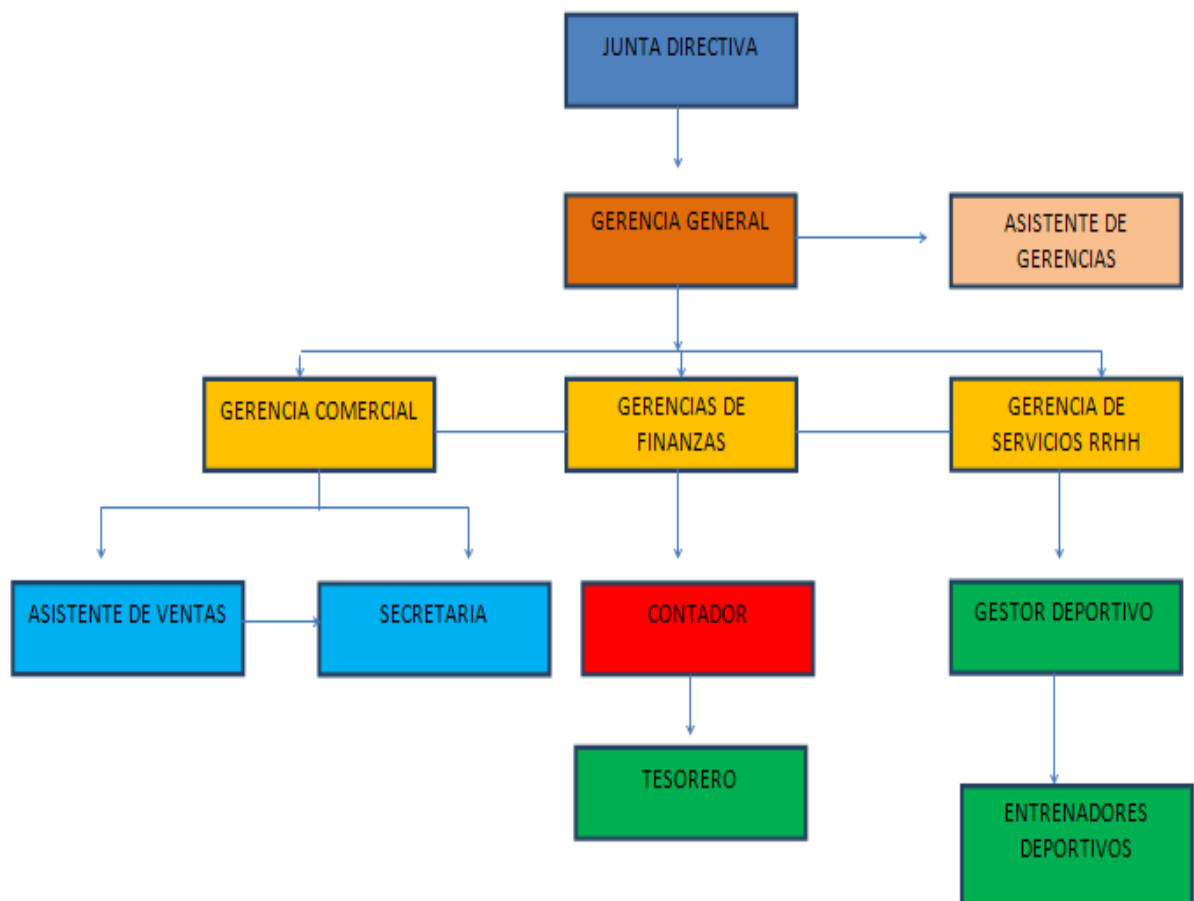 JUNTA DIRECTIVA
GERENCIA GENERAL
ASISTENTE DE
GERENCIAS
GERENCIA COMERCIAL
GERENCIAS DE
FINANZAS
GERENCIA DE
SERVICIOS RRHH
ASISTENTE DE VENTAS
SECRETARIA
CONTADOR
GESTOR DEPORTIVO
TESORERO
ENTRENADORES
DEPORTIVOS